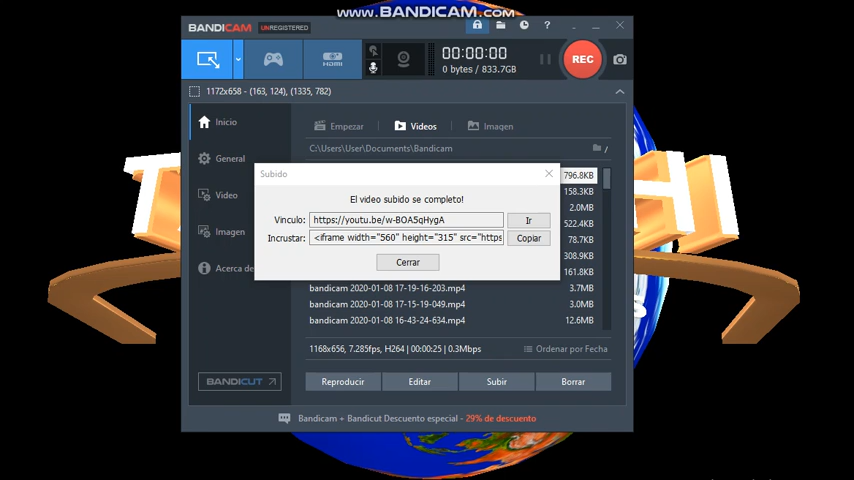 www.BANDICAM.com
BANDICAM UNREGISTERED
HDMI
00:00:00
0 bytes / 833.7GB
REC
1172x658 - (163, 124), (1335, 782)
Inicio
General
Video
Imagen
Acerca de
Empezar
Videos
Imagen
C:\Users\User\Documents\Bandicam
796.8KB
158.3KB
2.0MB
522.4KB
78.7KB
308.9KB
161.8KB
Subido
El video subido se completo!
Vinculo: https://youtu.be/w-BOA5qHygA Ir
Incrustar: <iframe width="560" height="315" src="https Copiar
Cerrar
bandicam 2020-01-08 17-19-16-203.mp4 3.7MB
bandicam 2020-01-08 17-15-19-049.mp4 3.0MB
bandicam 2020-01-08 16-43-24-634.mp4 12.6MB
1168x656, 7.285fps, H264 | 00:00:25 | 0.3Mbps
Ordenar por Fecha
BANDICUT
Reproducir
Editar
Subir
Borrar
Bandicam + Bandicut Descuento especial - 29% de descuento